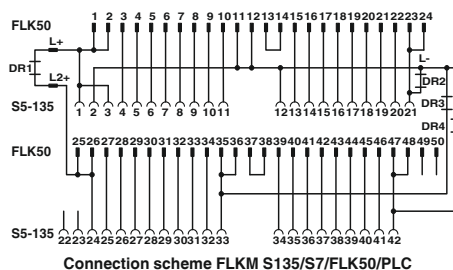 FLK50 1 2 3 4 5 6 7 8 9 10 11 12 13 14 15 16 17 18 19 20 21 22 23 24
L+ L-
DR1 DR2
L2+
DR3
S5-135 1 2 3 4 5 6 7 8 9 10 11 12 13 14 15 16 17 18 19 20 21
DR4
FLK50 25 26 27 28 29 30 31 32 33 34 35 36 37 38 39 40 41 42 43 44 45 46 47 48 49 50
S5-135 22 23 24 25 26 27 28 29 30 31 32 33 34 35 36 37 38 39 40 41 42
Connection scheme FLKM S135/S7/FLK50/PLC